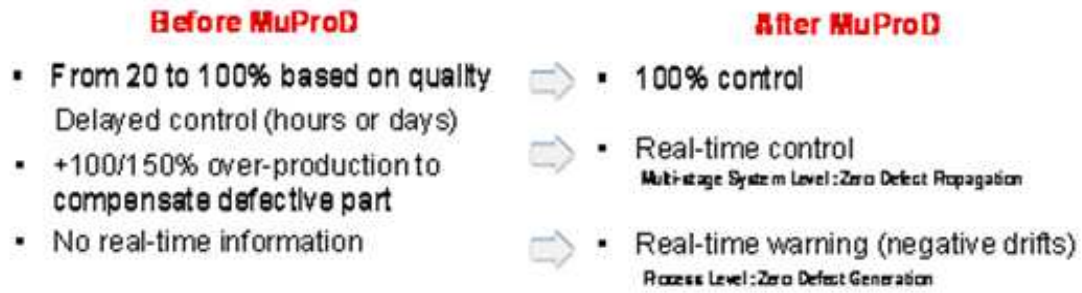 Before MuProD
▪ From 20 to 100% based on quality
Delayed control (hours or days)
▪ +100/150% over-production to
compensate defective part
▪ No real-time information
After MuProD
▪ 100% control
▪ Real-time control
Multi-stage System Level: Zero Defect Propagation
▪ Real-time warning (negative drifts)
Process Level: Zero Defect Generation